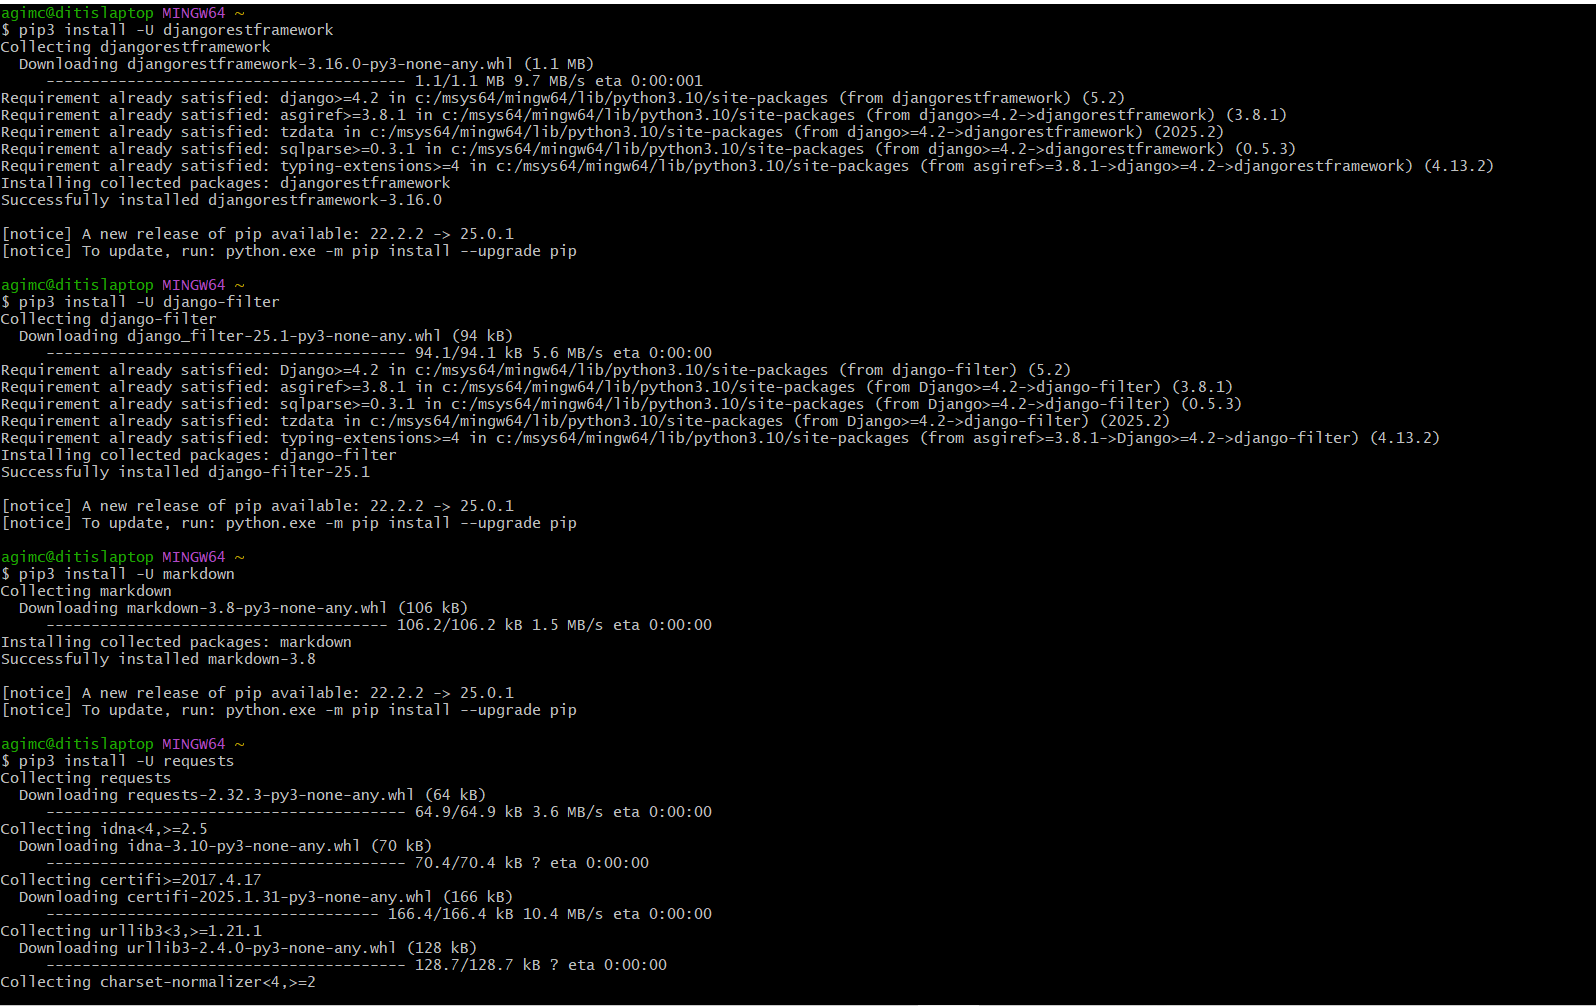 agimc@ditislaptop MINGW64 ~
$ pip3 install -U djangorestframework
Collecting djangorestframework
  Downloading djangorestframework-3.16.0-py3-none-any.whl (1.1 MB)
     ---------------------------------------- 1.1/1.1 MB 9.7 MB/s eta 0:00:001
Requirement already satisfied: django>=4.2 in c:/msys64/mingw64/lib/python3.10/site-packages (from djangorestframework) (5.2)
Requirement already satisfied: asgiref>=3.8.1 in c:/msys64/mingw64/lib/python3.10/site-packages (from django>=4.2->djangorestframework) (3.8.1)
Requirement already satisfied: tzdata in c:/msys64/mingw64/lib/python3.10/site-packages (from django>=4.2->djangorestframework) (2025.2)
Requirement already satisfied: sqlparse>=0.3.1 in c:/msys64/mingw64/lib/python3.10/site-packages (from django>=4.2->djangorestframework) (0.5.3)
Requirement already satisfied: typing-extensions>=4 in c:/msys64/mingw64/lib/python3.10/site-packages (from asgiref>=3.8.1->django>=4.2->djangorestframework) (4.13.2)
Installing collected packages: djangorestframework
Successfully installed djangorestframework-3.16.0

[notice] A new release of pip available: 22.2.2 -> 25.0.1
[notice] To update, run: python.exe -m pip install --upgrade pip

agimc@ditislaptop MINGW64 ~
$ pip3 install -U django-filter
Collecting django-filter
  Downloading django_filter-25.1-py3-none-any.whl (94 kB)
     ---------------------------------------- 94.1/94.1 kB 5.6 MB/s eta 0:00:00
Requirement already satisfied: Django>=4.2 in c:/msys64/mingw64/lib/python3.10/site-packages (from django-filter) (5.2)
Requirement already satisfied: asgiref>=3.8.1 in c:/msys64/mingw64/lib/python3.10/site-packages (from Django>=4.2->django-filter) (3.8.1)
Requirement already satisfied: sqlparse>=0.3.1 in c:/msys64/mingw64/lib/python3.10/site-packages (from Django>=4.2->django-filter) (0.5.3)
Requirement already satisfied: tzdata in c:/msys64/mingw64/lib/python3.10/site-packages (from Django>=4.2->django-filter) (2025.2)
Requirement already satisfied: typing-extensions>=4 in c:/msys64/mingw64/lib/python3.10/site-packages (from asgiref>=3.8.1->Django>=4.2->django-filter) (4.13.2)
Installing collected packages: django-filter
Successfully installed django-filter-25.1

[notice] A new release of pip available: 22.2.2 -> 25.0.1
[notice] To update, run: python.exe -m pip install --upgrade pip

agimc@ditislaptop MINGW64 ~
$ pip3 install -U markdown
Collecting markdown
  Downloading markdown-3.8-py3-none-any.whl (106 kB)
     -------------------------------------- 106.2/106.2 kB 1.5 MB/s eta 0:00:00
Installing collected packages: markdown
Successfully installed markdown-3.8

[notice] A new release of pip available: 22.2.2 -> 25.0.1
[notice] To update, run: python.exe -m pip install --upgrade pip

agimc@ditislaptop MINGW64 ~
$ pip3 install -U requests
Collecting requests
  Downloading requests-2.32.3-py3-none-any.whl (64 kB)
     ---------------------------------------- 64.9/64.9 kB 3.6 MB/s eta 0:00:00
Collecting idna<4,>=2.5
  Downloading idna-3.10-py3-none-any.whl (70 kB)
     ---------------------------------------- 70.4/70.4 kB ? eta 0:00:00
Collecting certifi>=2017.4.17
  Downloading certifi-2025.1.31-py3-none-any.whl (166 kB)
     ------------------------------------- 166.4/166.4 kB 10.4 MB/s eta 0:00:00
Collecting urllib3<3,>=1.21.1
  Downloading urllib3-2.4.0-py3-none-any.whl (128 kB)
     ---------------------------------------- 128.7/128.7 kB ? eta 0:00:00
Collecting charset-normalizer<4,>=2